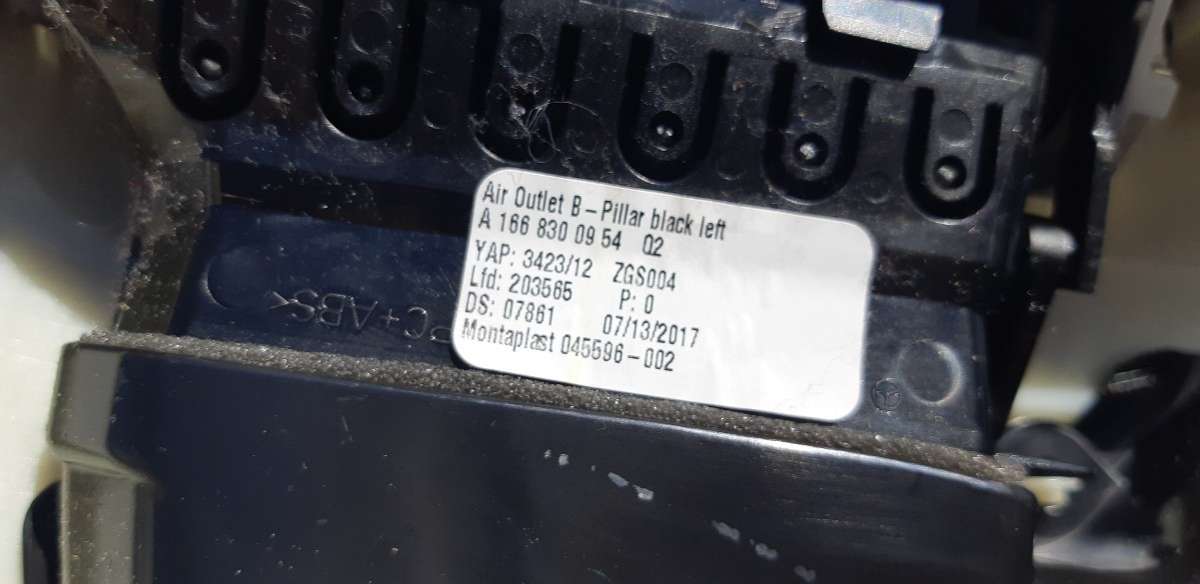 Air Outlet B-Pillar black left
A 166 830 09 54 Q2
YAP: 3423/12 ZGS004
Lfd: 203565 P: 0
DS: 07861 07/13/2017
Montaplast 045596-002
PC+ABS<